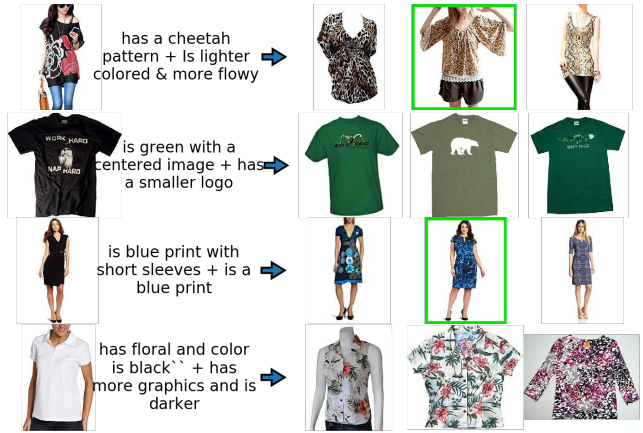 has a cheetah
pattern + Is lighter
colored & more flowy
WORK HARD
NAP HARD
is green with a
centered image + has
a smaller logo
is blue print with
short sleeves + is a
blue print
has floral and color
is black`` + has
more graphics and is
darker